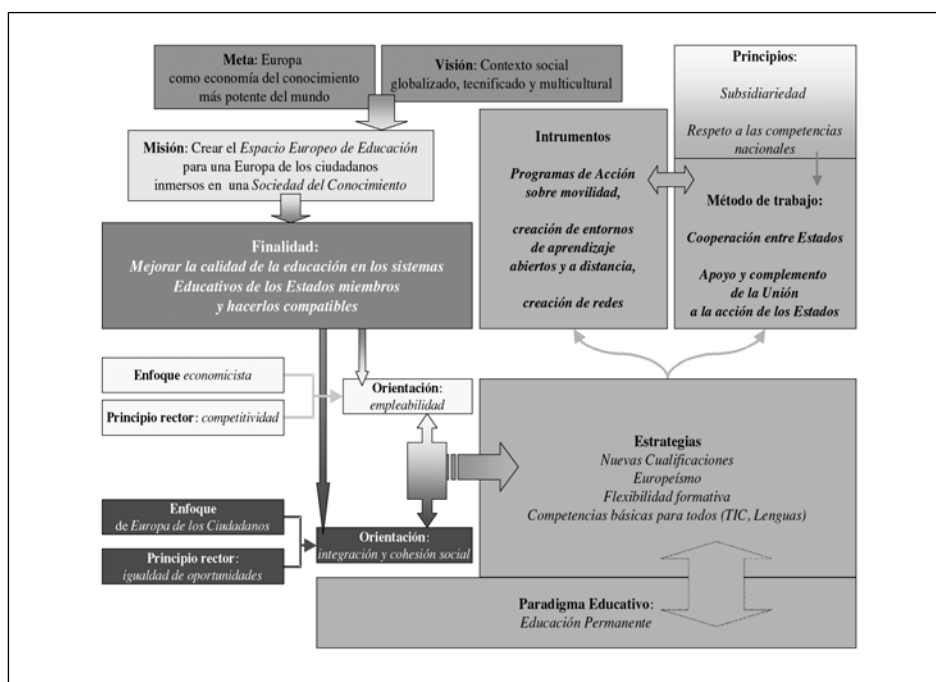 Meta: Europa
como economía del conocimiento
más potente del mundo
Visión: Contexto social
globalizado, tecnificado y multicultural
Principios:
Subsidiariedad
Respeto a las competencias
nacionales
Misión: Crear el Espacio Europeo de Educación
para una Europa de los ciudadanos
inmersos en una Sociedad del Conocimiento
Intrumentos
Programas de Acción
sobre movilidad,
creación de entornos
de aprendizaje
abiertos y a distancia,
creación de redes
Método de trabajo:
Cooperación entre Estados
Apoyo y complemento
de la Unión
a la acción de los Estados
Finalidad:
Mejorar la calidad de la educación en los sistemas
Educativos de los Estados miembros
y hacerlos compatibles
Enfoque economicista
Principio rector: competitividad
Orientación:
empleabilidad
Estrategias
Nuevas Cualificaciones
Europeísmo
Flexibilidad formativa
Competencias básicas para todos (TIC, Lenguas)
Enfoque
de Europa de los Ciudadanos
Principio rector:
igualdad de oportunidades
Orientación:
integración y cohesión social
Paradigma Educativo:
Educación Permanente